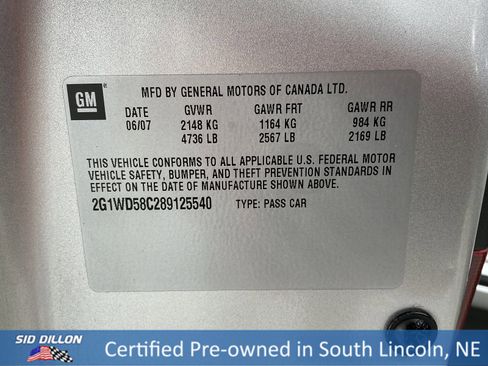 GM
MFD BY GENERAL MOTORS OF CANADA LTD.
DATE GVWR GAWR FRT GAWR RR
06/07 2148 KG 1164 KG 984 KG
4736 LB 2567 LB 2169 LB
THIS VEHICLE CONFORMS TO ALL APPLICABLE U.S. FEDERAL MOTOR
VEHICLE SAFETY, BUMPER, AND THEFT PREVENTION STANDARDS IN
EFFECT ON THE DATE OF MANUFACTURE SHOWN ABOVE.
2G1WD58C289125540 TYPE: PASS CAR
SID DILLON
Certified Pre-owned in South Lincoln, NE